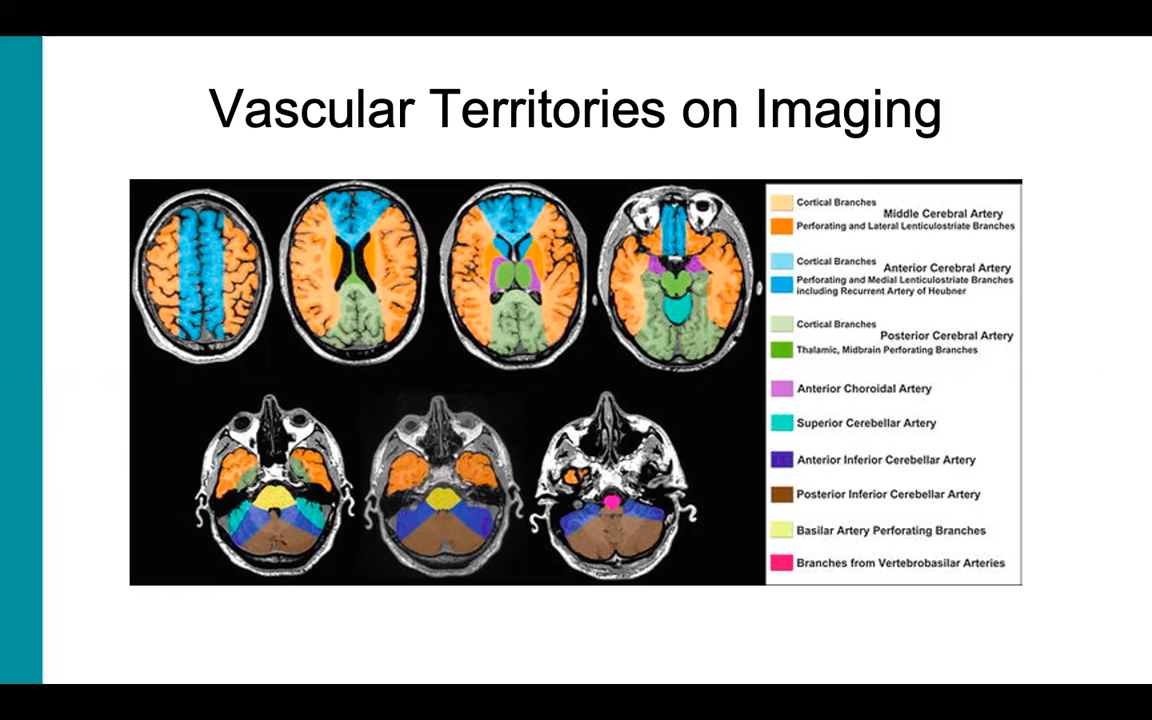 Vascular Territories on Imaging
Cortical Branches
Middle Cerebral Artery
Perforating and Lateral Lenticulostriate Branches
Cortical Branches
Anterior Cerebral Artery
Perforating and Medial Lenticulostriate Branches
including Recurrent Artery of Heubner
Cortical Branches
Posterior Cerebral Artery
Thalamic, Midbrain Perforating Branches
Anterior Choroidal Artery
Superior Cerebellar Artery
Anterior Inferior Cerebellar Artery
Posterior Inferior Cerebellar Artery
Basilar Artery Perforating Branches
Branches from Vertebrobasilar Arteries